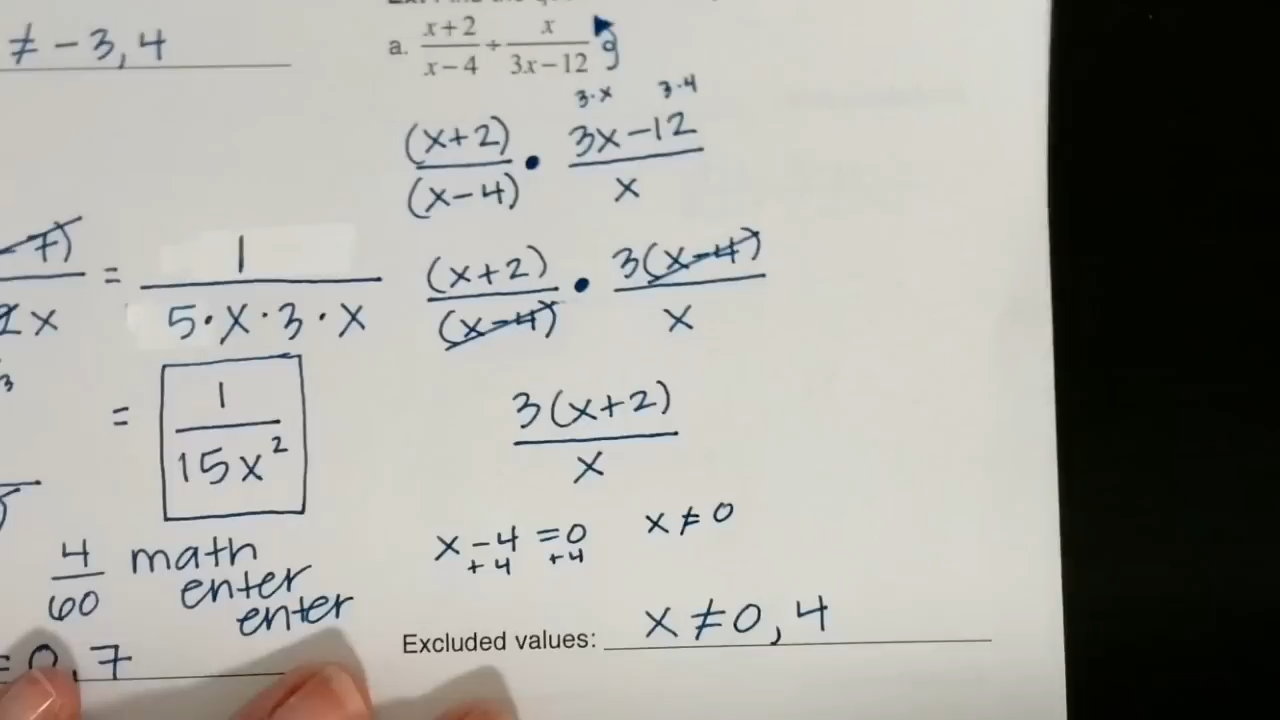 ≠ -3, 4
7)
x
= 1
5·x·3·x
= 1
15x²
4 math
60 enter
enter
= 0, 7
a. x+2 ÷ x
x-4 3x-12
3·x 3·4
(x+2) • 3x-12
(x-4) x
(x+2) • 3(x-4)
(x-4) x
3(x+2)
x
x-4 = 0 x ≠ 0
+4 +4
Excluded values: x ≠ 0, 4